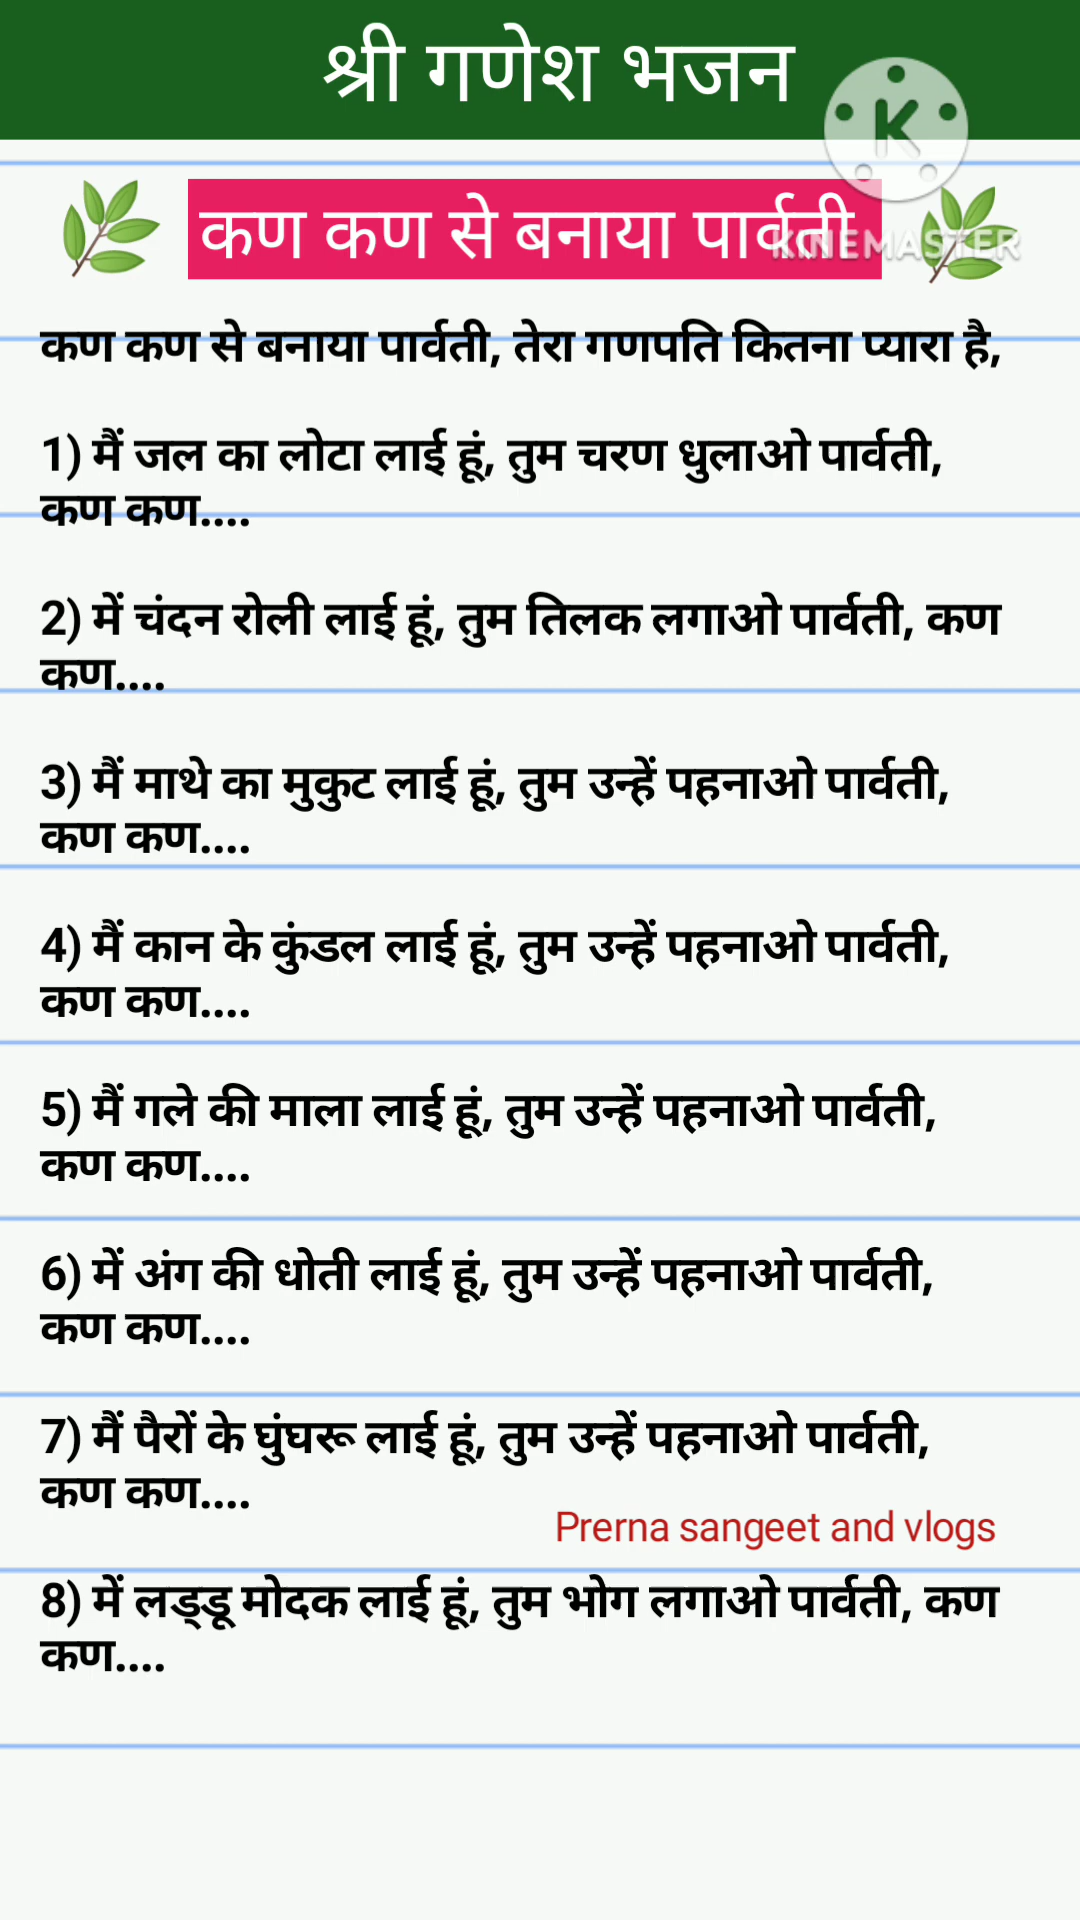 श्री गणेश भजन
K
कण कण से बनाया पार्वती
KINEMASTER
कण कण से बनाया पार्वती, तेरा गणपति कितना प्यारा है,
1) मैं जल का लोटा लाई हूं, तुम चरण धुलाओ पार्वती,
कण कण....
2) में चंदन रोली लाई हूं, तुम तिलक लगाओ पार्वती, कण
कण....
3) मैं माथे का मुकुट लाई हूं, तुम उन्हें पहनाओ पार्वती,
कण कण....
4) मैं कान के कुंडल लाई हूं, तुम उन्हें पहनाओ पार्वती,
कण कण....
5) मैं गले की माला लाई हूं, तुम उन्हें पहनाओ पार्वती,
कण कण....
6) में अंग की धोती लाई हूं, तुम उन्हें पहनाओ पार्वती,
कण कण....
7) मैं पैरों के घुंघरू लाई हूं, तुम उन्हें पहनाओ पार्वती,
कण कण....
Prerna sangeet and vlogs
8) में लड्डू मोदक लाई हूं, तुम भोग लगाओ पार्वती, कण
कण....